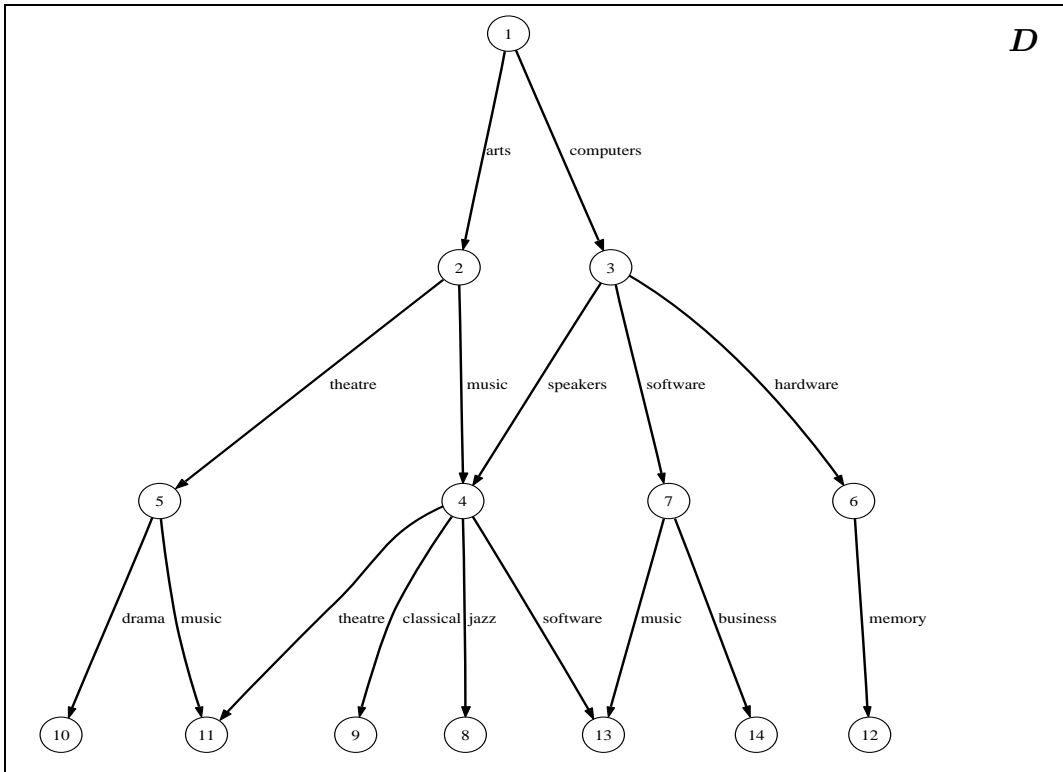 1
D
arts computers
2 3
theatre music speakers software hardware
5 4 7 6
drama music theatre classical jazz software music business memory
10 11 9 8 13 14 12